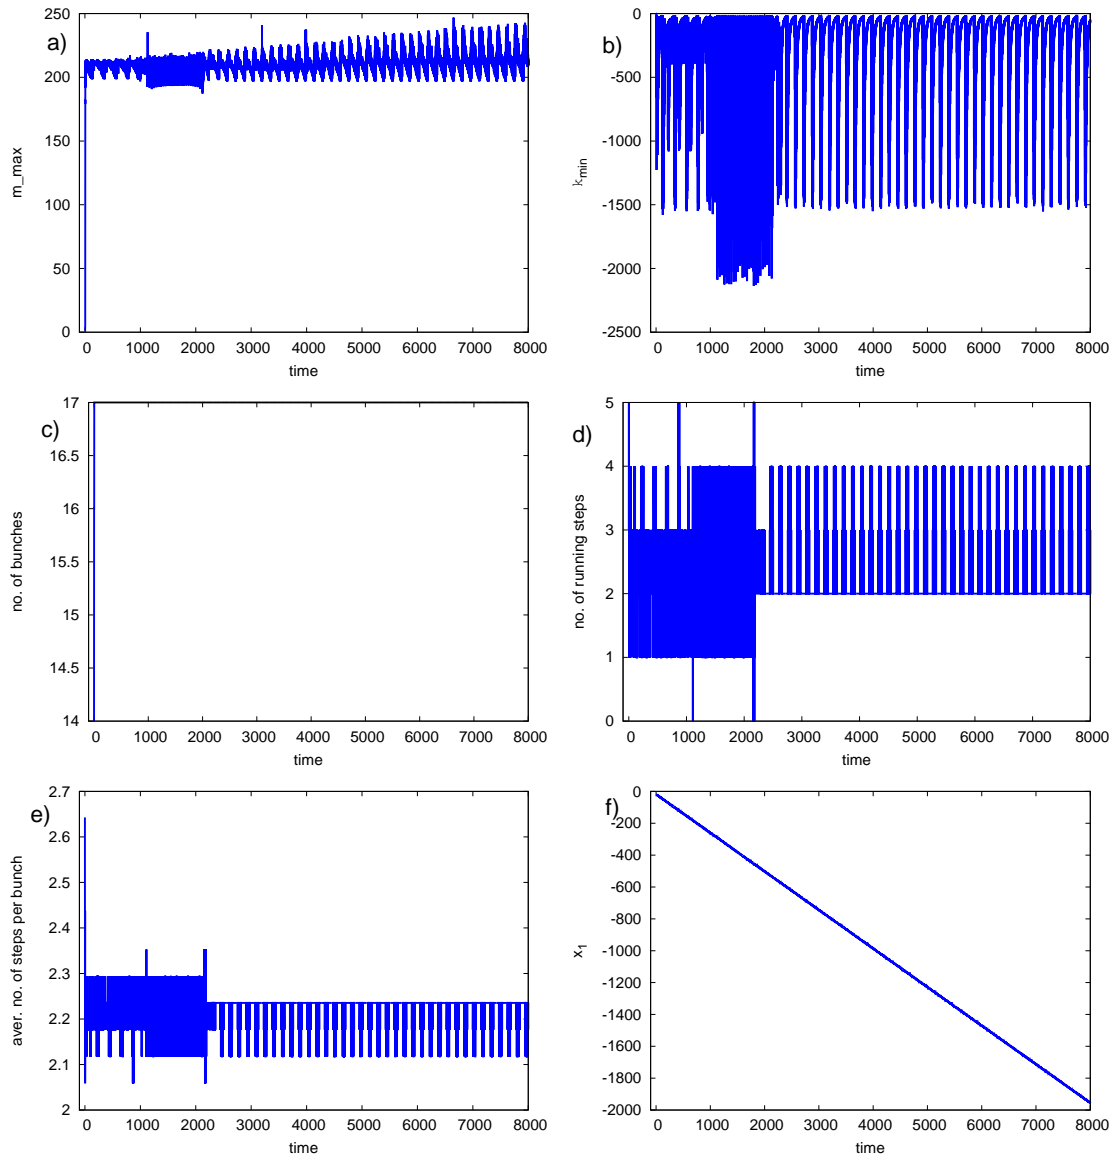 a)
250
200
150
100
50
0
m_max
0 1000 2000 3000 4000 5000 6000 7000 8000
time
b)
0
-500
-1000
-1500
-2000
-2500
k_min
0 1000 2000 3000 4000 5000 6000 7000 8000
time
c)
17
16.5
16
15.5
15
14.5
14
no. of bunches
0 1000 2000 3000 4000 5000 6000 7000 8000
time
d)
5
4
3
2
1
0
no. of running steps
0 1000 2000 3000 4000 5000 6000 7000 8000
time
e)
2.7
2.6
2.5
2.4
2.3
2.2
2.1
2
aver. no. of steps per bunch
0 1000 2000 3000 4000 5000 6000 7000 8000
time
f)
0
-200
-400
-600
-800
-1000
-1200
-1400
-1600
-1800
-2000
x_1
0 1000 2000 3000 4000 5000 6000 7000 8000
time